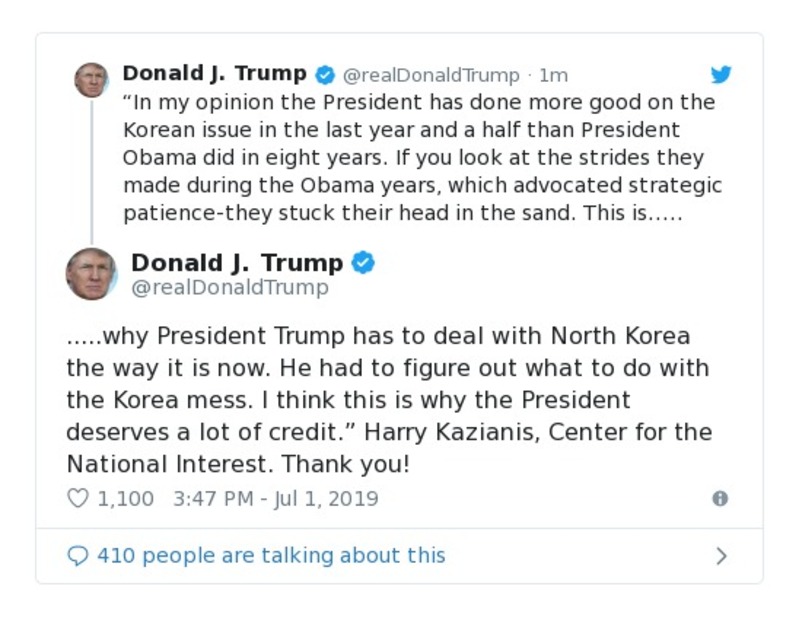 Donald J. Trump @realDonaldTrump · 1m
“In my opinion the President has done more good on the
Korean issue in the last year and a half than President
Obama did in eight years. If you look at the strides they
made during the Obama years, which advocated strategic
patience-they stuck their head in the sand. This is.....
Donald J. Trump
@realDonaldTrump
.....why President Trump has to deal with North Korea
the way it is now. He had to figure out what to do with
the Korea mess. I think this is why the President
deserves a lot of credit.” Harry Kazianis, Center for the
National Interest. Thank you!
1,100 3:47 PM - Jul 1, 2019
410 people are talking about this